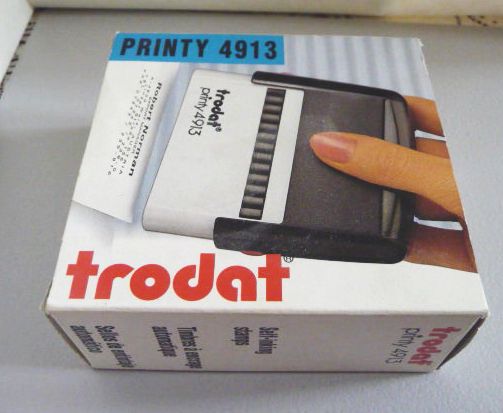 PRINTY 4913
trodat®
printy 4913
Robert Norman
trodat®
Self-inking
stamps
Timbres à encrage
automatique
Sellos de entintaje
automático
trodat®
printy 4913